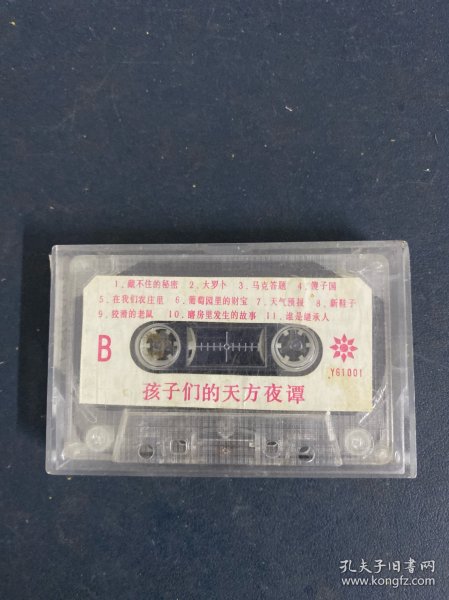 1、藏不住的秘密 2、大罗卜 3、马克答题 4、傻子国
5、在我们农庄里 6、葡萄园里的财宝 7、天气预报 8、新鞋子
9、狡猾的老鼠 10、磨房里发生的故事 11、谁是继承人
B
YG1001
孩子们的天方夜谭
孔夫子旧书网
www.kongfz.com